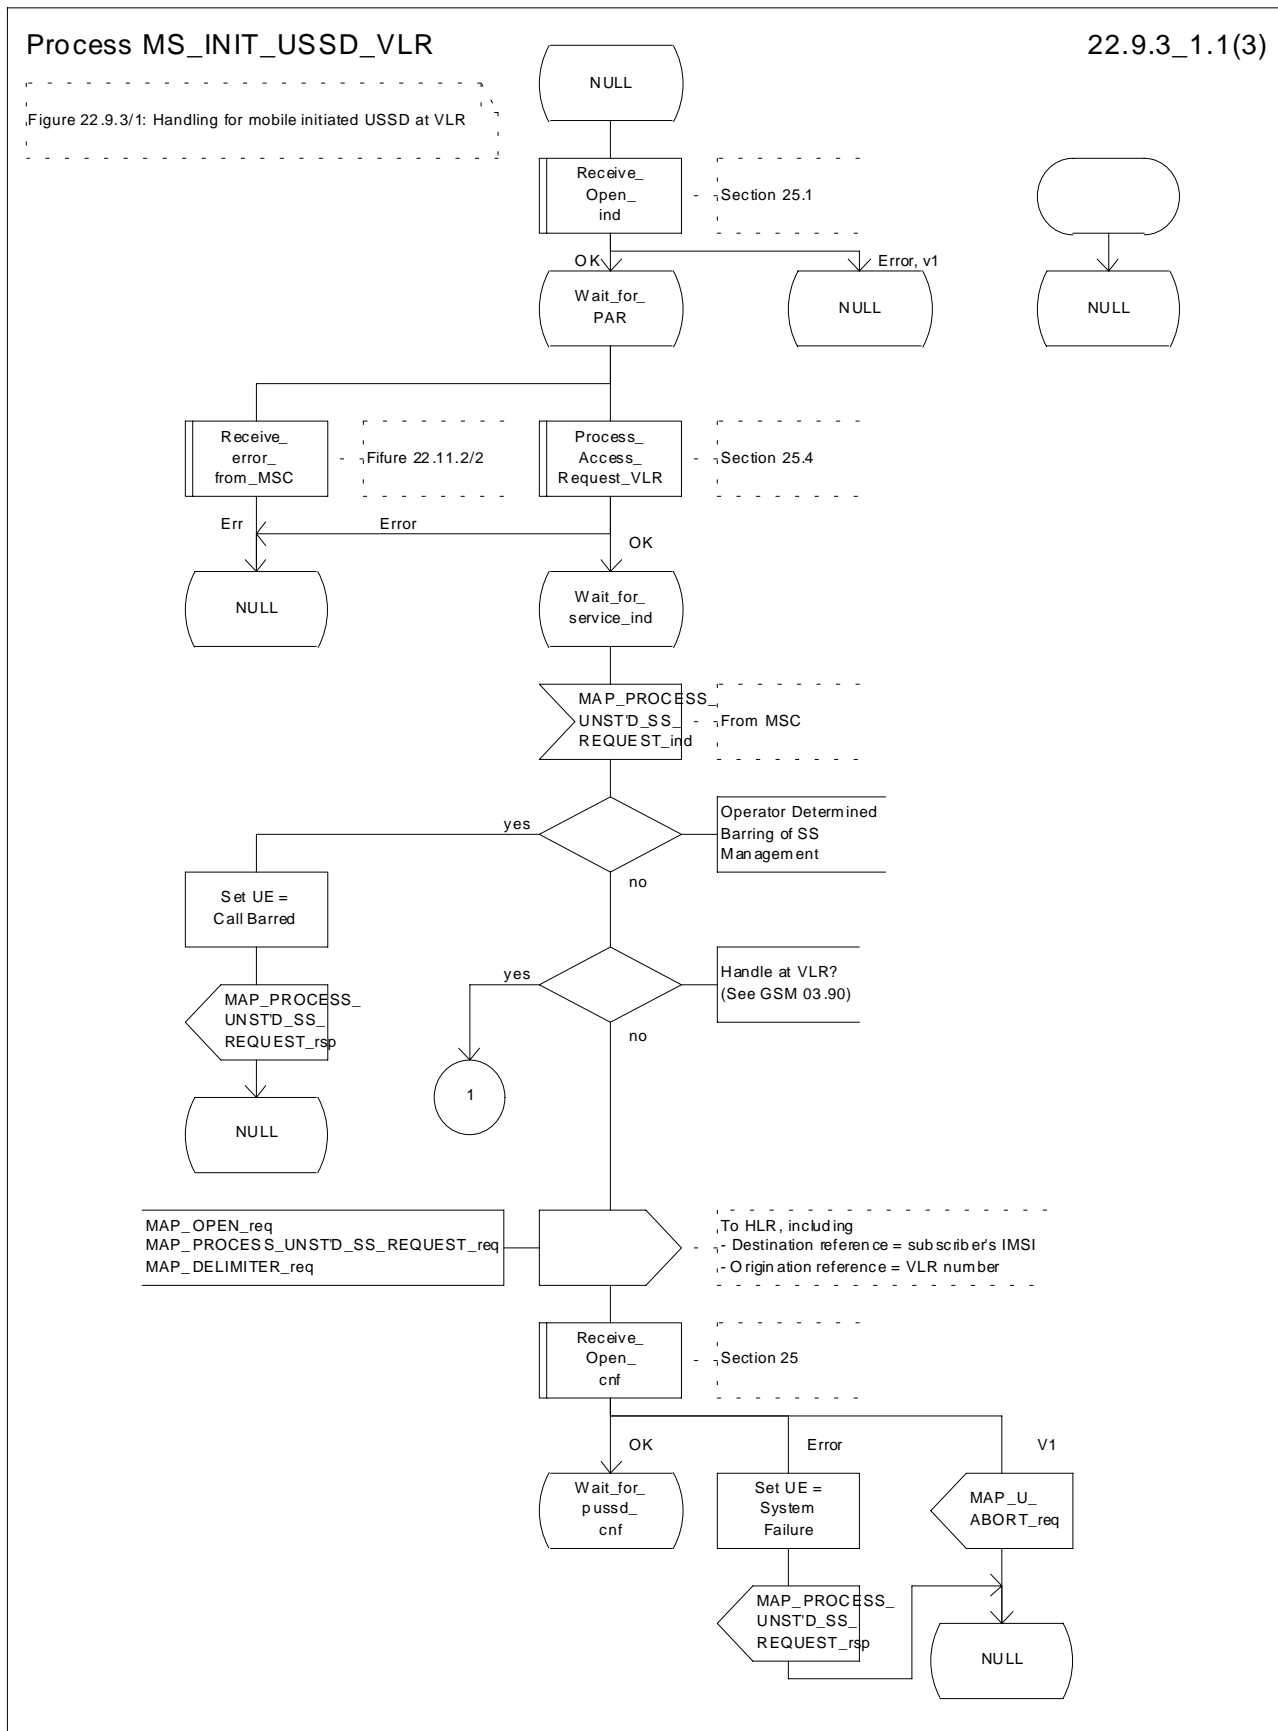 Process MS_INIT_USSD_VLR
22.9.3_1.1(3)
NULL
Figure 22.9.3/1: Handling for mobile initiated USSD at VLR
Receive_
Open_
ind
Section 25.1
OK
Error, v1
Wait_for_
PAR
NULL
NULL
Receive_
error_
from_MSC
Fifure 22.11.2/2
Process_
Access_
Request_VLR
Section 25.4
Err
Error
OK
NULL
Wait_for_
service_ind
MAP_PROCESS_
UNST'D_SS_
REQUEST_ind
From MSC
yes
Operator Determined
Barring of SS
Management
no
Set UE =
Call Barred
yes
Handle at VLR?
(See GSM 03.90)
MAP_PROCESS_
UNST'D_SS_
REQUEST_rsp
no
1
NULL
MAP_OPEN_req
MAP_PROCESS_UNST'D_SS_REQUEST_req
MAP_DELIMITER_req
To HLR, including
- Destination reference = subscriber's IMSI
- Origination reference = VLR number
Receive_
Open_
cnf
Section 25
OK
Error
V1
Wait_for_
pussd_
cnf
Set UE =
System
Failure
MAP_U_
ABORT_req
MAP_PROCESS_
UNST'D_SS_
REQUEST_rsp
NULL